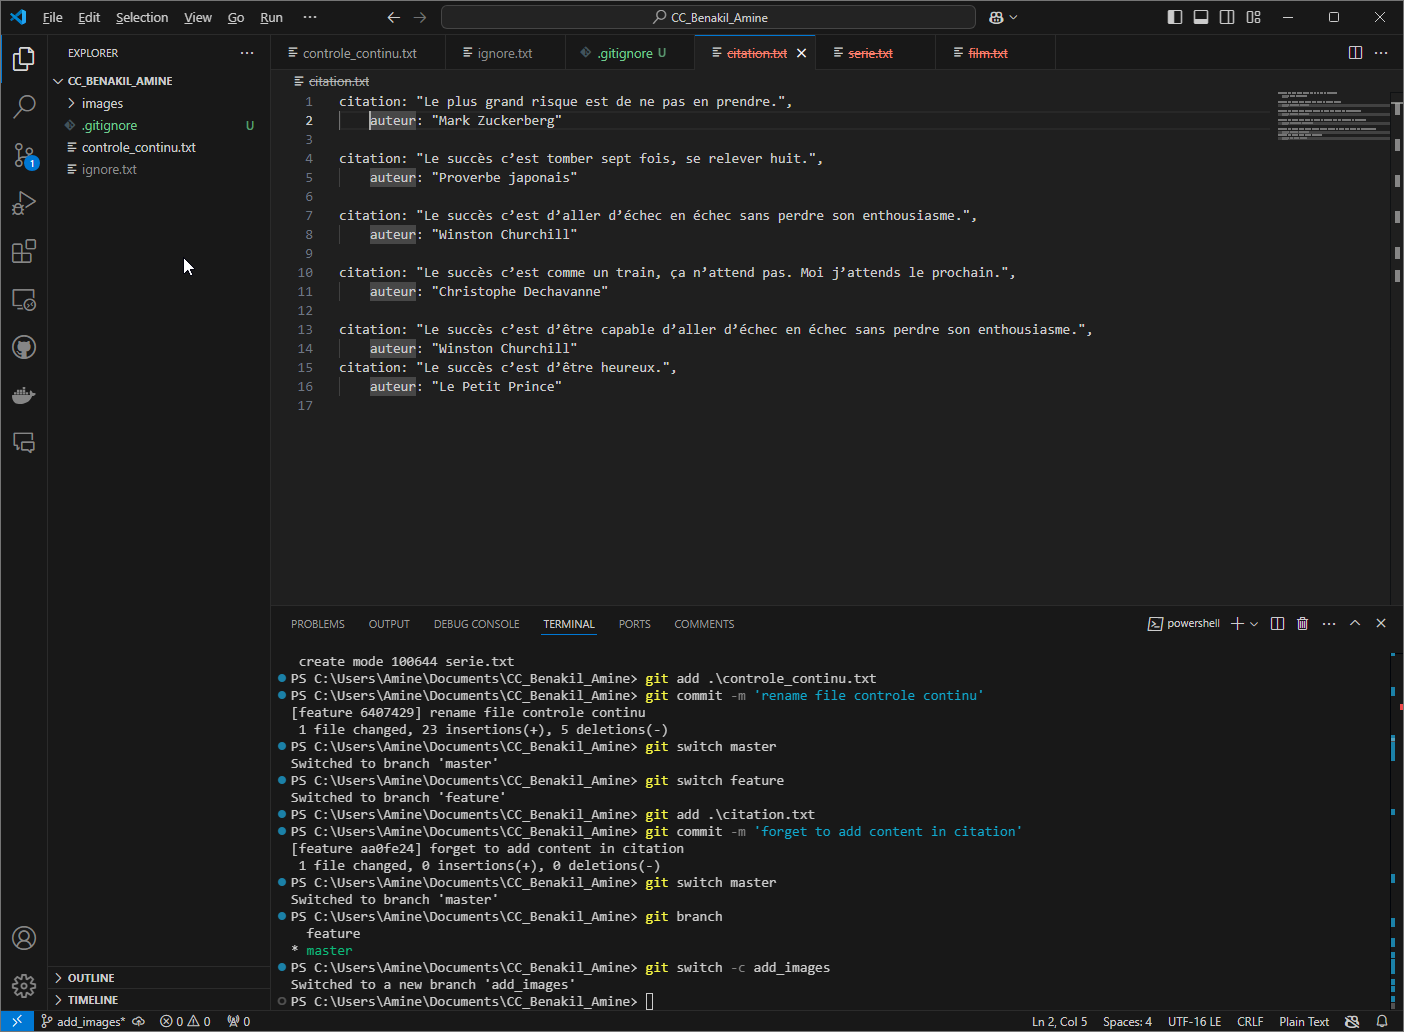 File Edit Selection View Go Run ··· CC_Benakil_Amine
EXPLORER
CC_BENAKIL_AMINE
images
.gitignore U
controle_continu.txt
ignore.txt
1
OUTLINE
TIMELINE
controle_continu.txt ignore.txt .gitignore U citation.txt serie.txt film.txt
citation.txt
1 citation: "Le plus grand risque est de ne pas en prendre.",
2 auteur: "Mark Zuckerberg"
3
4 citation: "Le succès c’est tomber sept fois, se relever huit.",
5 auteur: "Proverbe japonais"
6
7 citation: "Le succès c’est d’aller d’échec en échec sans perdre son enthousiasme.",
8 auteur: "Winston Churchill"
9
10 citation: "Le succès c’est comme un train, ça n’attend pas. Moi j’attends le prochain.",
11 auteur: "Christophe Dechavanne"
12
13 citation: "Le succès c’est d’être capable d’aller d’échec en échec sans perdre son enthousiasme.",
14 auteur: "Winston Churchill"
15 citation: "Le succès c’est d’être heureux.",
16 auteur: "Le Petit Prince"
17
PROBLEMS OUTPUT DEBUG CONSOLE TERMINAL PORTS COMMENTS powershell
create mode 100644 serie.txt
PS C:\Users\Amine\Documents\CC_Benakil_Amine> git add .\controle_continu.txt
PS C:\Users\Amine\Documents\CC_Benakil_Amine> git commit -m 'rename file controle continu'
[feature 6407429] rename file controle continu
1 file changed, 23 insertions(+), 5 deletions(-)
PS C:\Users\Amine\Documents\CC_Benakil_Amine> git switch master
Switched to branch 'master'
PS C:\Users\Amine\Documents\CC_Benakil_Amine> git switch feature
Switched to branch 'feature'
PS C:\Users\Amine\Documents\CC_Benakil_Amine> git add .\citation.txt
PS C:\Users\Amine\Documents\CC_Benakil_Amine> git commit -m 'forget to add content in citation'
[feature aa0fe24] forget to add content in citation
1 file changed, 0 insertions(+), 0 deletions(-)
PS C:\Users\Amine\Documents\CC_Benakil_Amine> git switch master
Switched to branch 'master'
PS C:\Users\Amine\Documents\CC_Benakil_Amine> git branch
feature
* master
PS C:\Users\Amine\Documents\CC_Benakil_Amine> git switch -c add_images
Switched to a new branch 'add_images'
PS C:\Users\Amine\Documents\CC_Benakil_Amine>
add_images* 0 0 0 Ln 2, Col 5 Spaces: 4 UTF-16 LE CRLF Plain Text